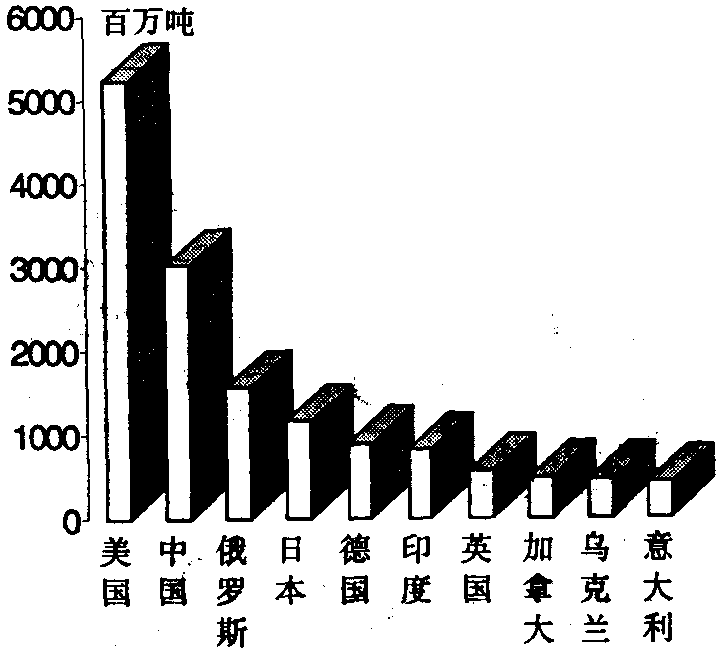 百万吨
6000
5000
4000
3000
2000
1000
0
美国
中国
俄罗斯
日本
德国
印度
英国
加拿大
乌克兰
意大利